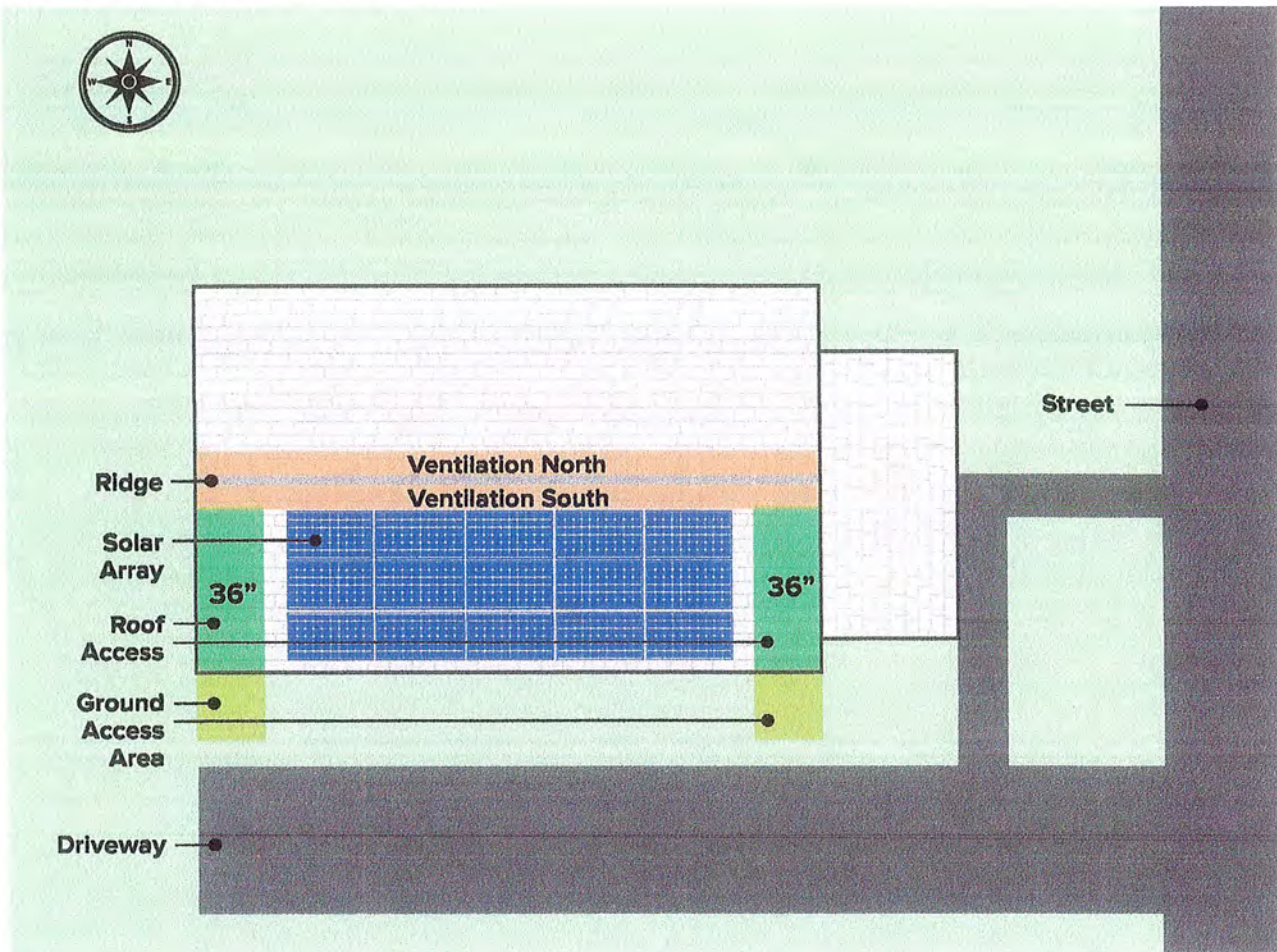 N
W
E
S
Street
Ventilation North
Ridge
Ventilation South
Solar
Array
36”
36”
Roof
Access
Ground
Access
Area
Driveway